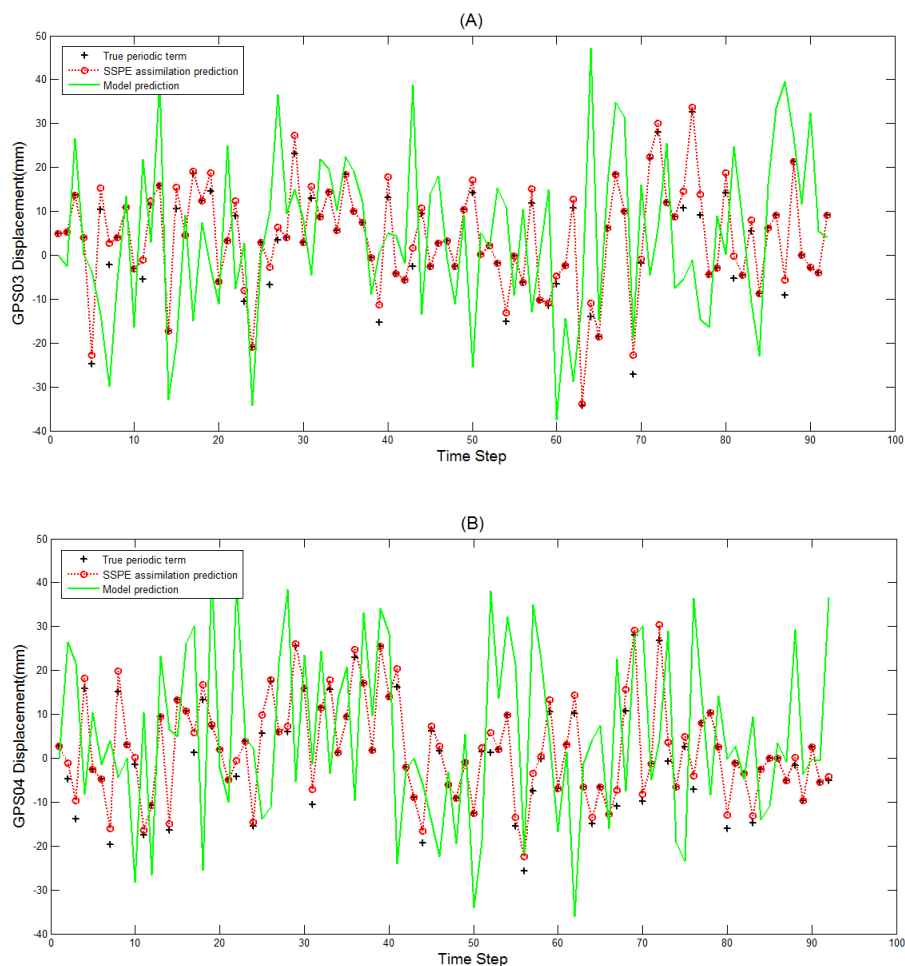 (A)
50
40
30
20
10
0
-10
-20
-30
-40
GPS03 Displacement(mm)
True periodic term
SSPE assimilation prediction
Model prediction
0 10 20 30 40 50 60 70 80 90 100
Time Step
(B)
50
40
30
20
10
0
-10
-20
-30
-40
GPS04 Displacement(mm)
True periodic term
SSPE assimilation prediction
Model prediction
0 10 20 30 40 50 60 70 80 90 100
Time Step